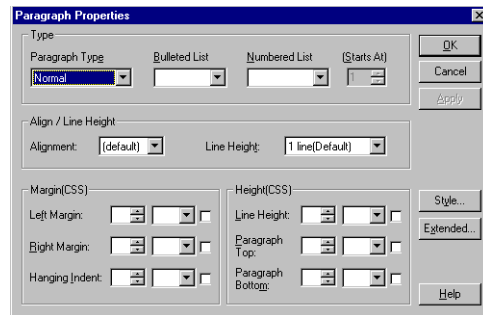 Paragraph Properties
Type
Paragraph Type Bulleted List Numbered List (Starts At)
Normal 1
OK
Cancel
Apply
Align / Line Height
Alignment: (default) Line Height: 1 line(Default)
Margin(CSS)
Left Margin:
Right Margin:
Hanging Indent:
Height(CSS)
Line Height:
Paragraph
Top:
Paragraph
Bottom:
Style...
Extended...
Help